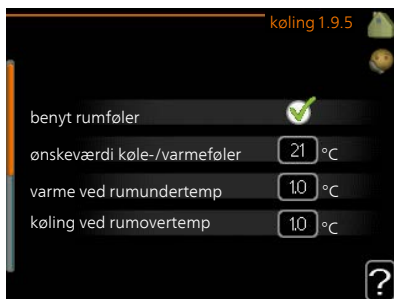 køling 1.9.5
benyt rumføler
ønskeværdi køle-/varmeføler 21 °C
varme ved rumundertemp 1.0 °C
køling ved rumovertemp 1.0 °C
?